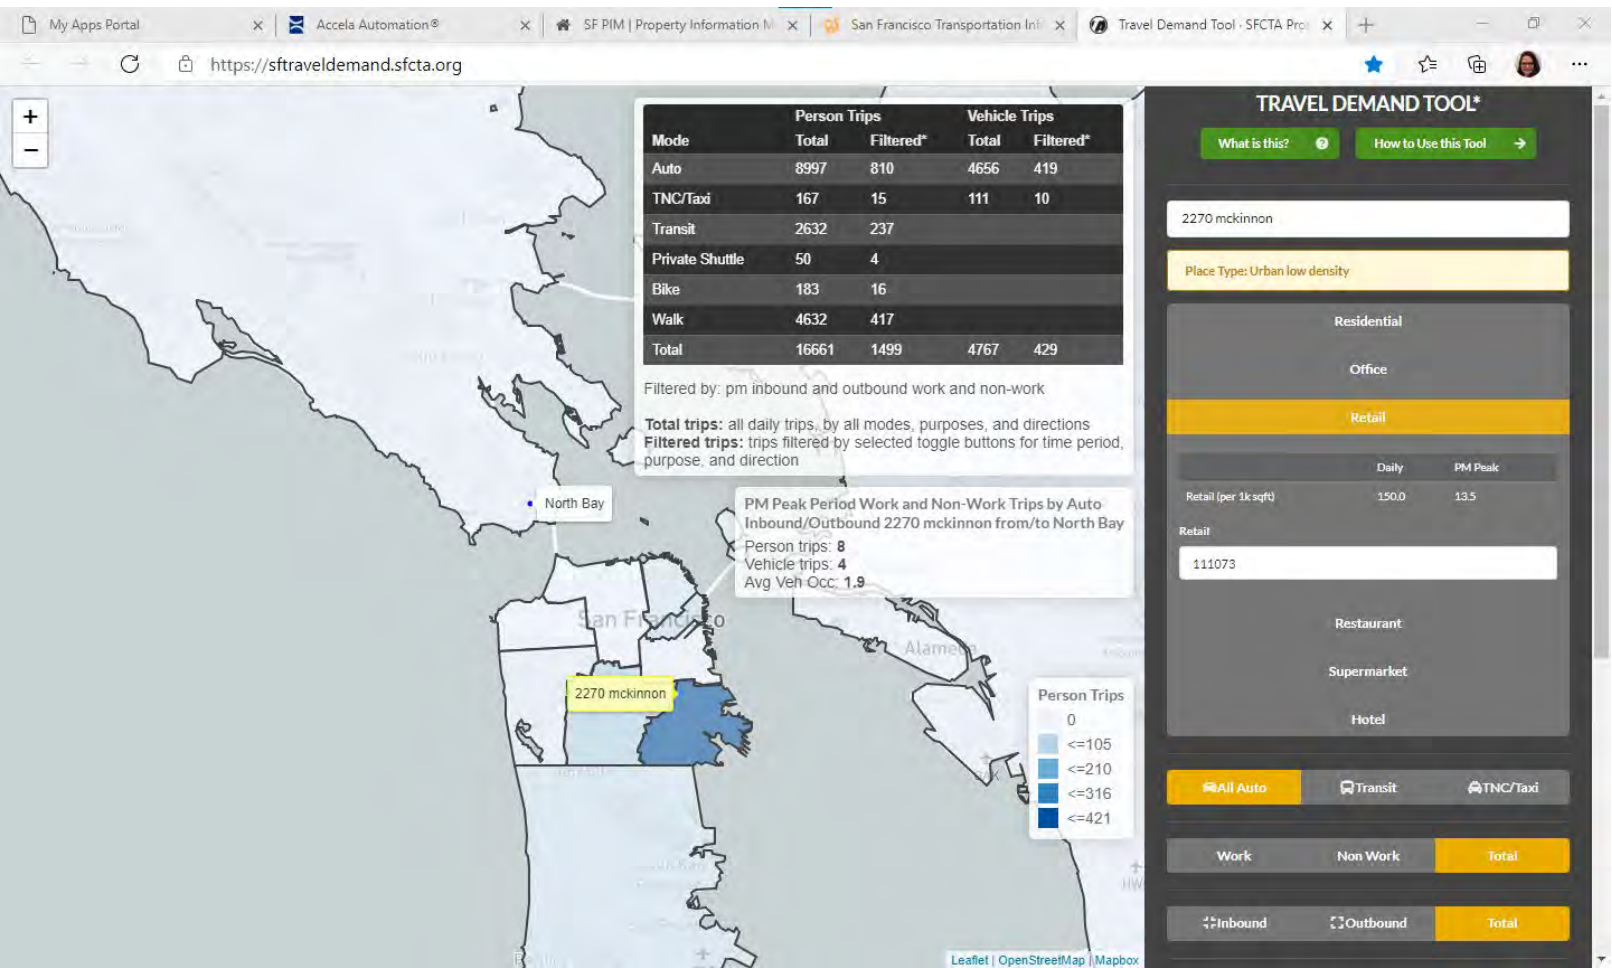 My Apps Portal
Accela Automation®
SF PIM | Property Information M
San Francisco Transportation Inf
Travel Demand Tool · SFCTA Pro
https://sftraveldemand.sfcta.org
+
−
Person Trips Vehicle Trips
Mode Total Filtered* Total Filtered*
Auto 8997 810 4656 419
TNC/Taxi 167 15 111 10
Transit 2632 237
Private Shuttle 50 4
Bike 183 16
Walk 4632 417
Total 16661 1499 4767 429
Filtered by: pm inbound and outbound work and non-work
Total trips: all daily trips, by all modes, purposes, and directions
Filtered trips: trips filtered by selected toggle buttons for time period,
purpose, and direction
North Bay
PM Peak Period Work and Non-Work Trips by Auto
Inbound/Outbound 2270 mckinnon from/to North Bay
Person trips: 8
Vehicle trips: 4
Avg Veh Occ: 1.9
San Francisco
Alameda
2270 mckinnon
OAK
Person Trips
0
<=105
<=210
<=316
<=421
Leaflet | OpenStreetMap | Mapbox
TRAVEL DEMAND TOOL*
What is this?
How to Use this Tool
2270 mckinnon
Place Type: Urban low density
Residential
Office
Retail
Daily PM Peak
Retail (per 1k sqft) 150.0 13.5
Retail
111073
Restaurant
Supermarket
Hotel
All Auto Transit TNC/Taxi
Work Non Work Total
Inbound Outbound Total